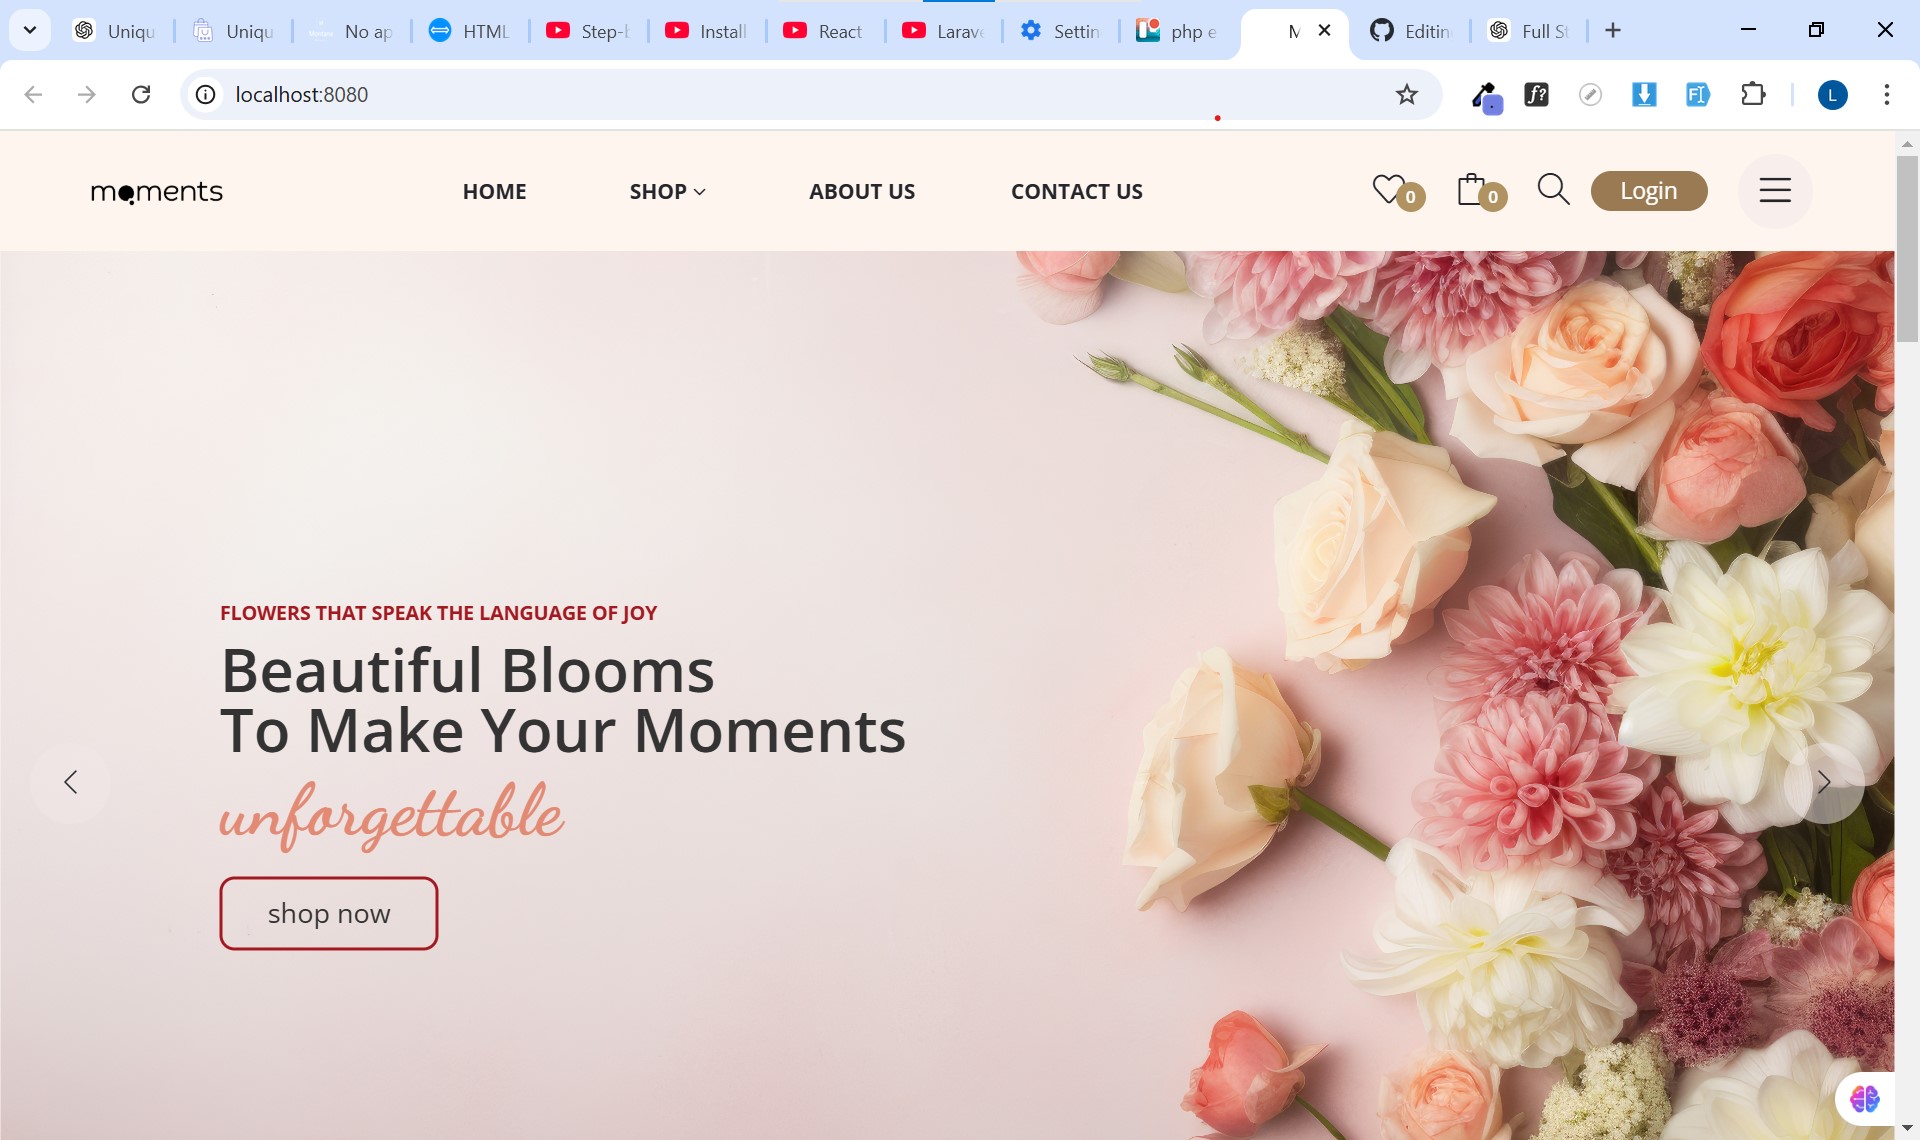 Uniqu
Uniqu
No ap
HTML
Step-b
Install
React
Larave
Settin
php e
M
Editin
Full St
localhost:8080
L
moments
HOME
SHOP
ABOUT US
CONTACT US
0
0
Login
FLOWERS THAT SPEAK THE LANGUAGE OF JOY
Beautiful Blooms
To Make Your Moments
unforgettable
shop now